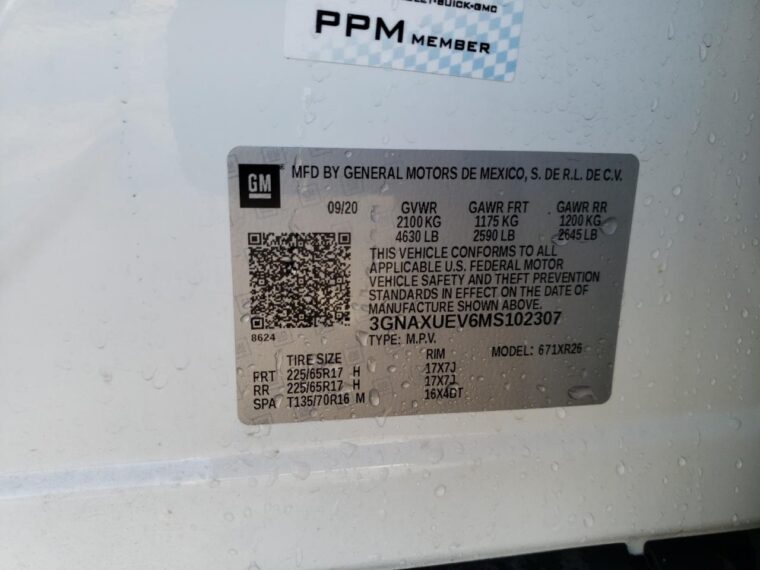 BUICK-GMC
PPM MEMBER
GM
MFD BY GENERAL MOTORS DE MEXICO, S. DE R.L. DE C.V.
09/20 GVWR GAWR FRT GAWR RR
2100 KG 1175 KG 1200 KG
4630 LB 2590 LB 2645 LB
THIS VEHICLE CONFORMS TO ALL
APPLICABLE U.S. FEDERAL MOTOR
VEHICLE SAFETY AND THEFT PREVENTION
STANDARDS IN EFFECT ON THE DATE OF
MANUFACTURE SHOWN ABOVE.
3GNAXUEV6MS102307
8624
TYPE: M.P.V. MODEL: 671XR26
TIRE SIZE RIM
FRT 225/65R17 H 17X7J
RR 225/65R17 H 17X7J
SPA T135/70R16 M 16X4DT